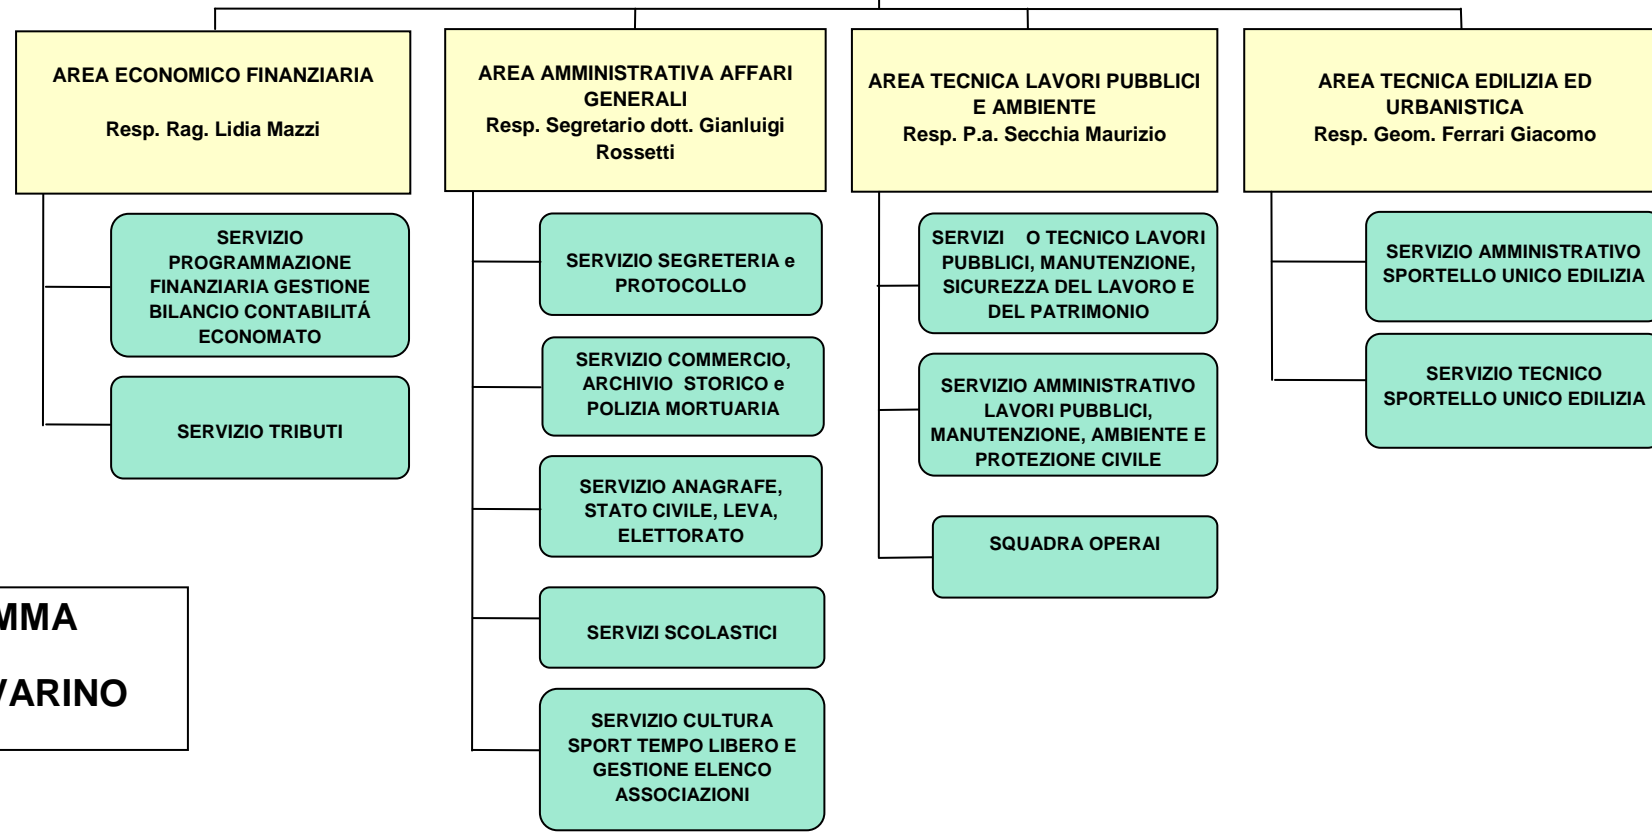 AREA ECONOMICO FINANZIARIA
Resp. Rag. Lidia Mazzi
AREA AMMINISTRATIVA AFFARI
GENERALI
Resp. Segretario dott. Gianluigi
Rossetti
AREA TECNICA LAVORI PUBBLICI
E AMBIENTE
Resp. P.a. Secchia Maurizio
AREA TECNICA EDILIZIA ED
URBANISTICA
Resp. Geom. Ferrari Giacomo
SERVIZIO
PROGRAMMAZIONE
FINANZIARIA GESTIONE
BILANCIO CONTABILITÁ
ECONOMATO
SERVIZIO TRIBUTI
SERVIZIO SEGRETERIA e
PROTOCOLLO
SERVIZIO COMMERCIO,
ARCHIVIO STORICO e
POLIZIA MORTUARIA
SERVIZIO ANAGRAFE,
STATO CIVILE, LEVA,
ELETTORATO
SERVIZI SCOLASTICI
SERVIZIO CULTURA
SPORT TEMPO LIBERO E
GESTIONE ELENCO
ASSOCIAZIONI
SERVIZI O TECNICO LAVORI
PUBBLICI, MANUTENZIONE,
SICUREZZA DEL LAVORO E
DEL PATRIMONIO
SERVIZIO AMMINISTRATIVO
LAVORI PUBBLICI,
MANUTENZIONE, AMBIENTE E
PROTEZIONE CIVILE
SQUADRA OPERAI
SERVIZIO AMMINISTRATIVO
SPORTELLO UNICO EDILIZIA
SERVIZIO TECNICO
SPORTELLO UNICO EDILIZIA
MMA
VARINO